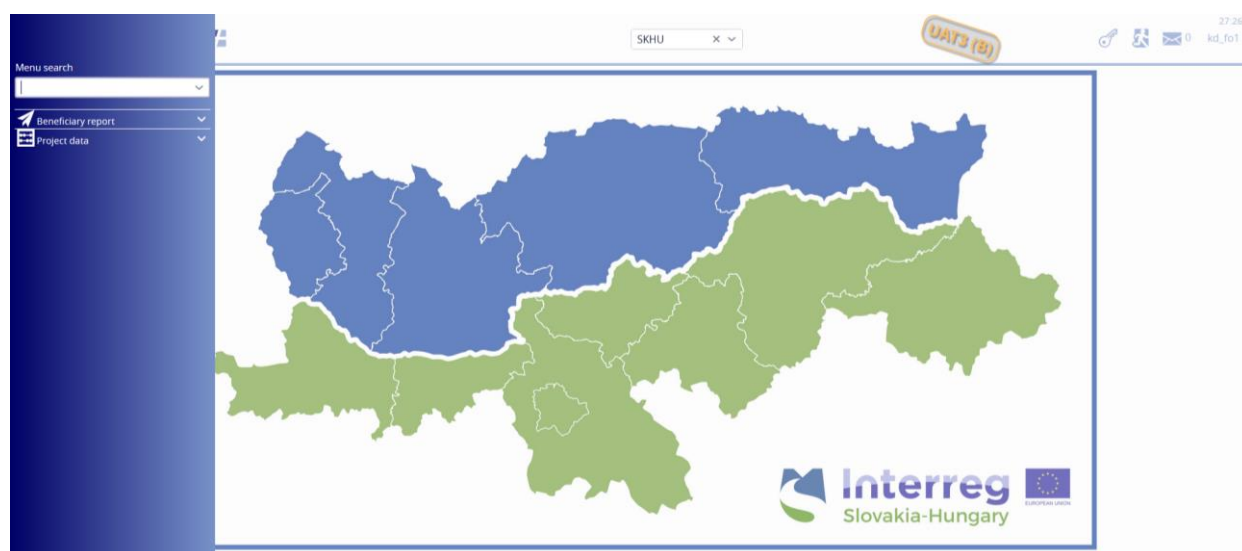 SKHU
UAT3 (B)
27:26
0
kd_fo1
Menu search
Beneficiary report
Project data
Interreg
Slovakia-Hungary
EUROPEAN UNION